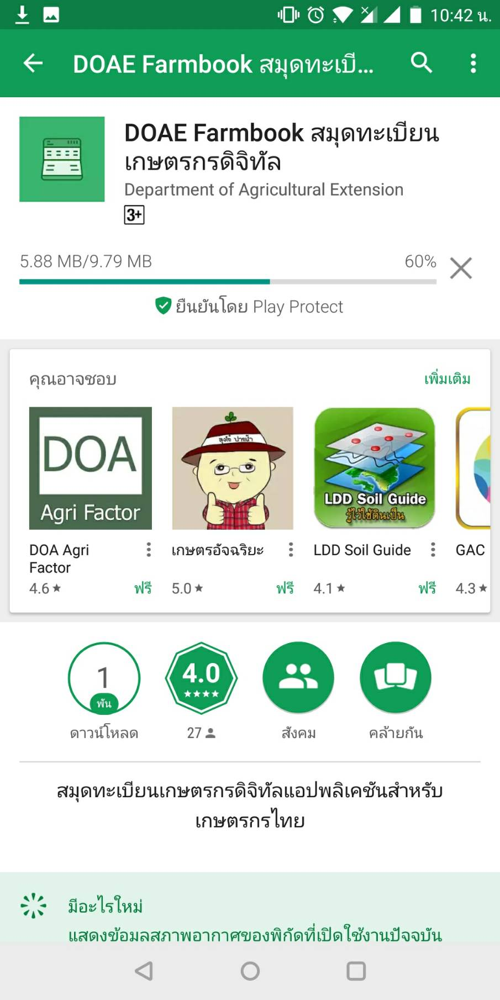 10:42 น.
DOAE Farmbook สมุดทะเบี...
DOAE Farmbook สมุดทะเบียน
เกษตรกรดิจิทัล
Department of Agricultural Extension
3+
5.88 MB/9.79 MB 60%
ยืนยันโดย Play Protect
คุณอาจชอบ เพิ่มเติม
DOA
Agri Factor
ลุงโจ้ ปากน้ำ
LDD Soil Guide
รู้ไว้ใช้ดินเป็น
DOA Agri
Factor
4.6 ★ ฟรี
เกษตรอัจฉริยะ
5.0 ★ ฟรี
LDD Soil Guide
4.1 ★ ฟรี
GAC
4.3 ★
1
พัน
ดาวน์โหลด
4.0
★★★★
27
สังคม
คล้ายกัน
สมุดทะเบียนเกษตรกรดิจิทัลแอปพลิเคชันสำหรับ
เกษตรกรไทย
มีอะไรใหม่
แสดงข้อมูลสภาพอากาศของพิกัดที่เปิดใช้งานปัจจบัน